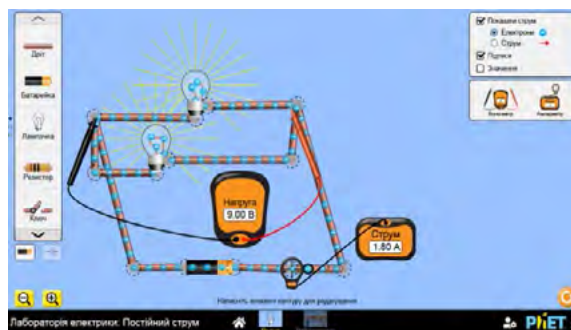 Показати струм
Електрони
Струм
Підписи
Значення
Дріт
Батарейка
Лампочка
Резистор
Ключ
Вольтметр
Амперметр
Напруга
9.00 В
Струм
1.80 А
Натисніть елемент контуру для редагування
Лабораторія електрики: Постійний струм
PhET